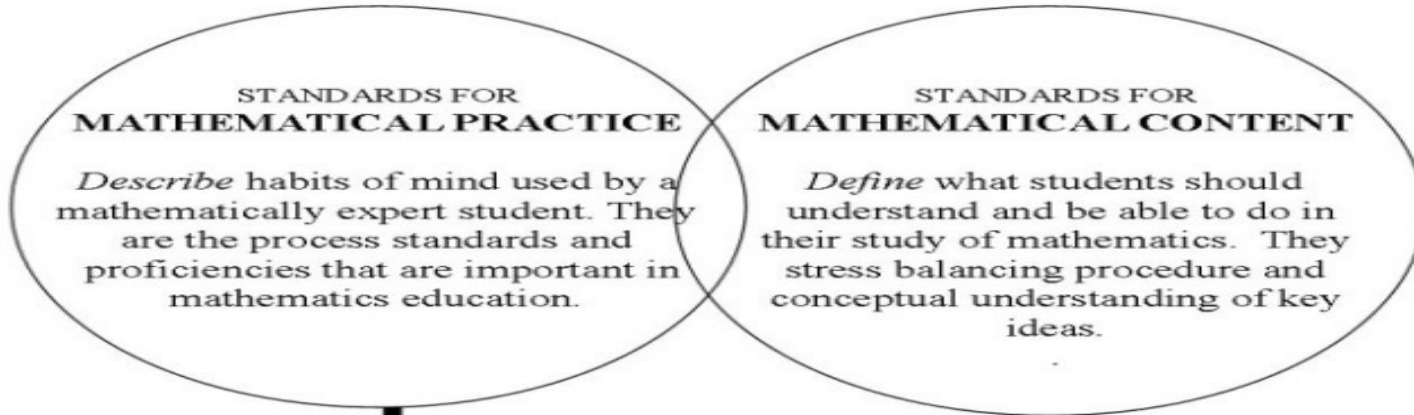 STANDARDS FOR
MATHEMATICAL PRACTICE
Describe habits of mind used by a
mathematically expert student. They
are the process standards and
proficiencies that are important in
mathematics education.
STANDARDS FOR
MATHEMATICAL CONTENT
Define what students should
understand and be able to do in
their study of mathematics. They
stress balancing procedure and
conceptual understanding of key
ideas.
.